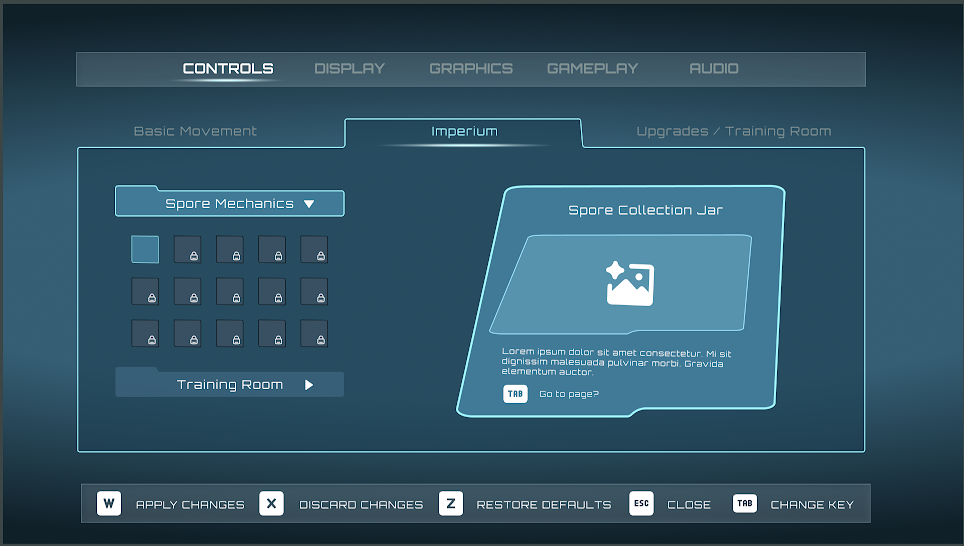 CONTROLS DISPLAY GRAPHICS GAMEPLAY AUDIO
Basic Movement Imperium Upgrades / Training Room
Spore Mechanics
Training Room
Spore Collection Jar
Lorem ipsum dolor sit amet consectetur. Mi sit
dignissim malesuada pulvinar morbi. Gravida
elementum auctor.
TAB Go to page?
W APPLY CHANGES X DISCARD CHANGES Z RESTORE DEFAULTS ESC CLOSE TAB CHANGE KEY